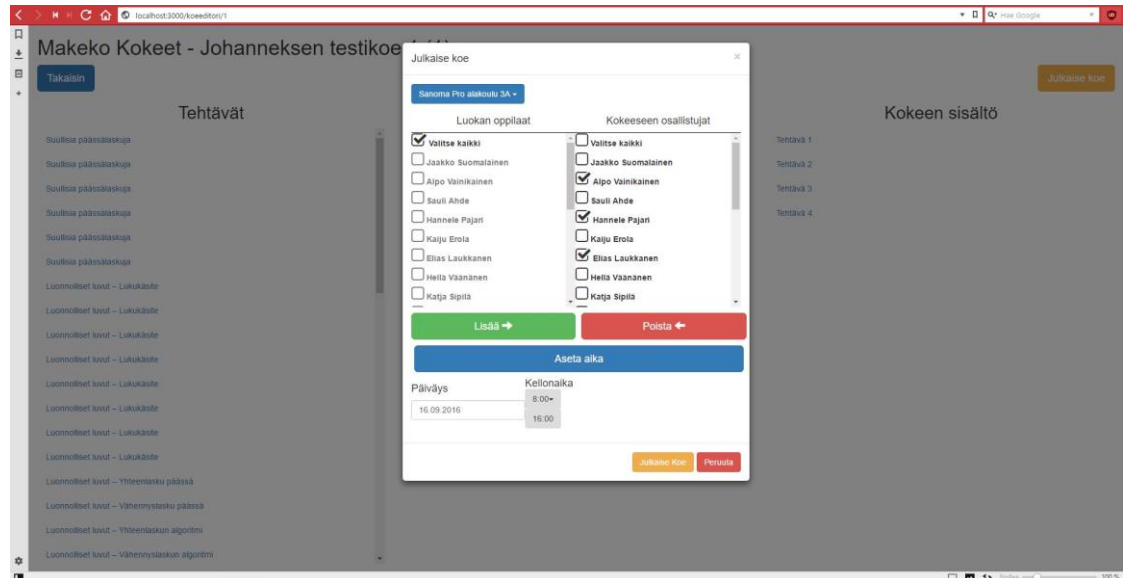 localhost:3000/koeeditori/1
Hae Google
Makeko Kokeet - Johanneksen testikoe
Takaisin
Julkaise koe
Tehtävät
Suullisia päässälaskuja
Suullisia päässälaskuja
Suullisia päässälaskuja
Suullisia päässälaskuja
Suullisia päässälaskuja
Suullisia päässälaskuja
Luonnolliset luvut – Lukukäsite
Luonnolliset luvut – Lukukäsite
Luonnolliset luvut – Lukukäsite
Luonnolliset luvut – Lukukäsite
Luonnolliset luvut – Lukukäsite
Luonnolliset luvut – Lukukäsite
Luonnolliset luvut – Lukukäsite
Luonnolliset luvut – Lukukäsite
Luonnolliset luvut – Yhteenlasku päässä
Luonnolliset luvut – Vähennyslasku päässä
Luonnolliset luvut – Yhteenlaskun algoritmi
Luonnolliset luvut – Vähennyslaskun algoritmi
Julkaise koe
×
Sanoma Pro alakoulu 3A
Luokan oppilaat
Valitse kaikki
Jaakko Suomalainen
Alpo Vainikainen
Sauli Ahde
Hannele Pajari
Kaiju Erola
Elias Laukkanen
Hellä Väänänen
Katja Sipilä
Kokeeseen osallistujat
Valitse kaikki
Jaakko Suomalainen
Alpo Vainikainen
Sauli Ahde
Hannele Pajari
Kaiju Erola
Elias Laukkanen
Hellä Väänänen
Katja Sipilä
Lisää
Poista
Aseta aika
Päiväys
16.09.2016
Kellonaika
8:00
16:00
Julkaise Koe
Peruuta
Kokeen sisältö
Tehtävä 1
Tehtävä 2
Tehtävä 3
Tehtävä 4
100 %